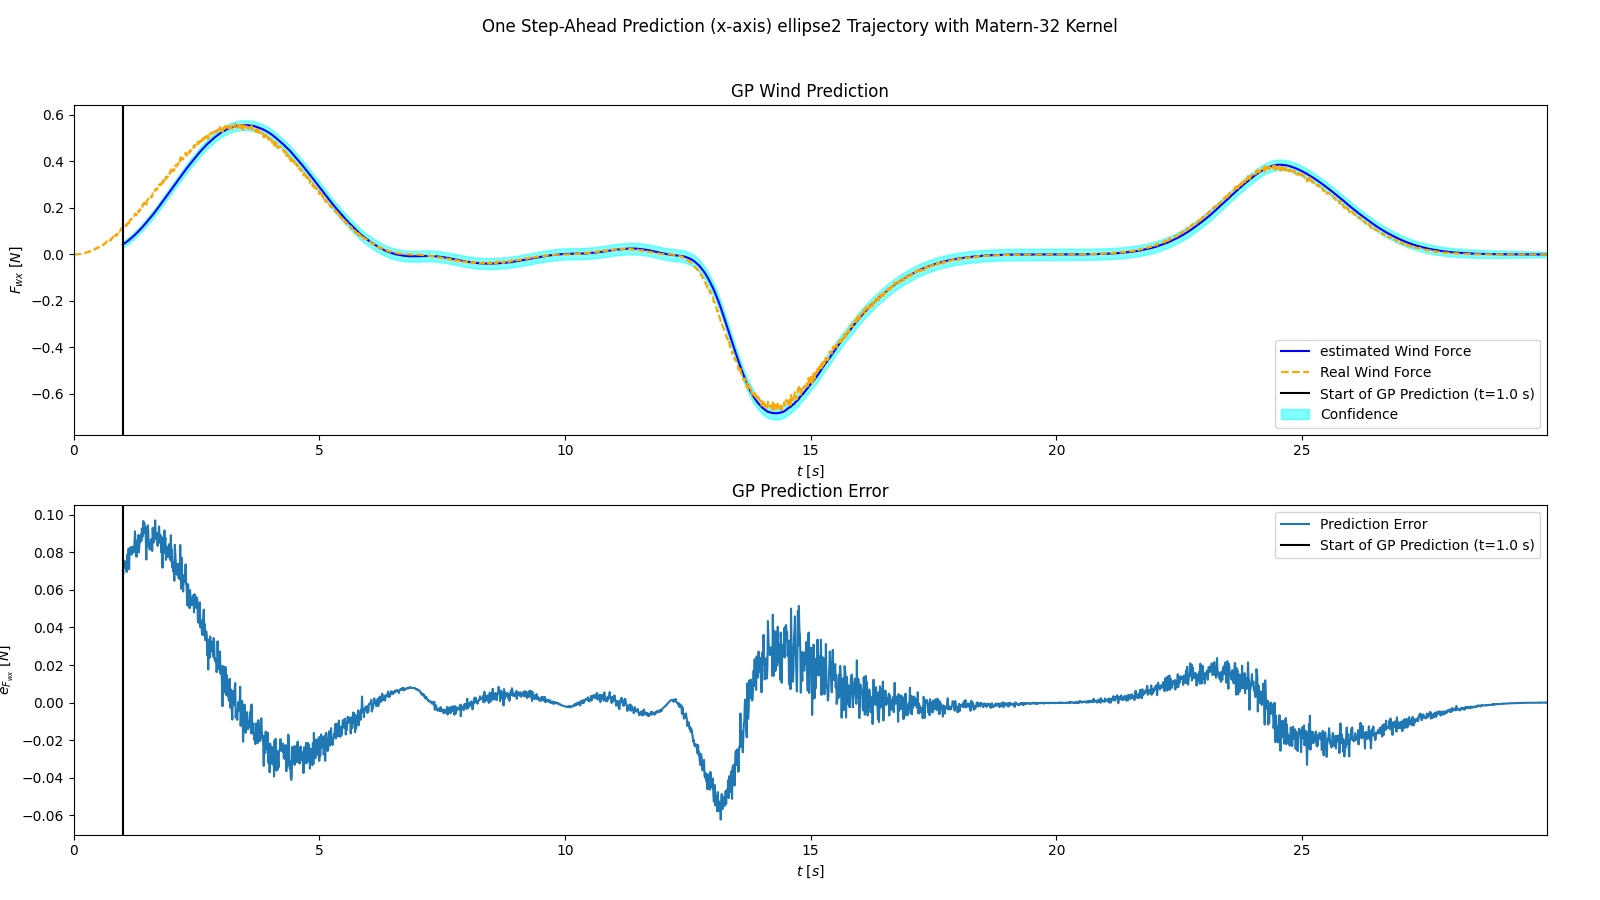 One Step-Ahead Prediction (x-axis) ellipse2 Trajectory with Matern-32 Kernel
GP Wind Prediction
0.6
0.4
0.2
0.0
−0.2
−0.4
−0.6
F_wx [N]
estimated Wind Force
Real Wind Force
Start of GP Prediction (t=1.0 s)
Confidence
0 5 10 15 20 25
t [s]
GP Prediction Error
0.10
0.08
0.06
0.04
0.02
0.00
−0.02
−0.04
−0.06
e_F_wx [N]
Prediction Error
Start of GP Prediction (t=1.0 s)
0 5 10 15 20 25
t [s]